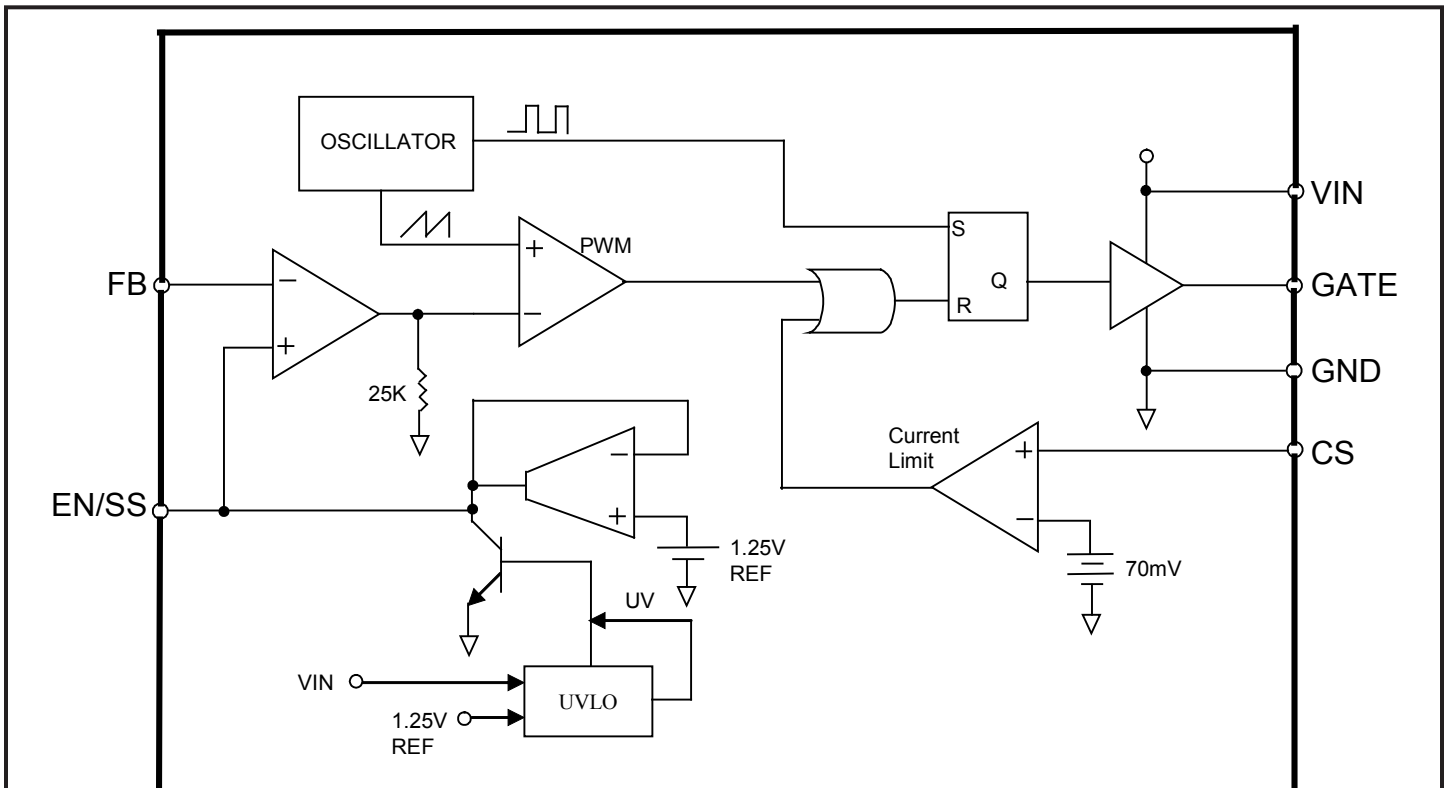 OSCILLATOR
VIN
S
+
PWM
FB
−
Q
GATE
−
R
+
GND
25K
Current
Limit
+
CS
−
EN/SS
+
−
1.25V
REF
70mV
UV
VIN
UVLO
1.25V
REF